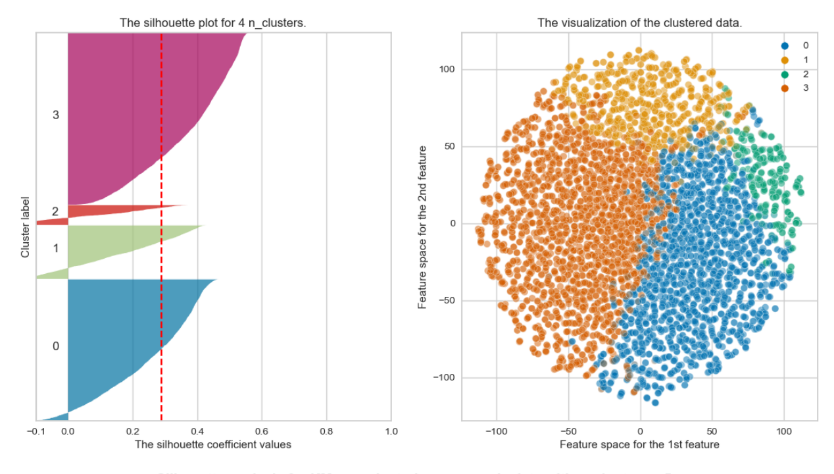 The silhouette plot for 4 n_clusters.
3
2
1
0
Cluster label
-0.1 0.0 0.2 0.4 0.6 0.8 1.0
The silhouette coefficient values
The visualization of the clustered data.
0
1
2
3
100
50
0
−50
−100
Feature space for the 2nd feature
−100 −50 0 50 100
Feature space for the 1st feature